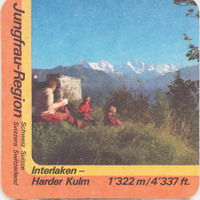 Jungfrau-Region
Schweiz Suisse
Svizzera Switzerland
Interlaken –
Harder Kulm 1'322 m/4'337 ft.